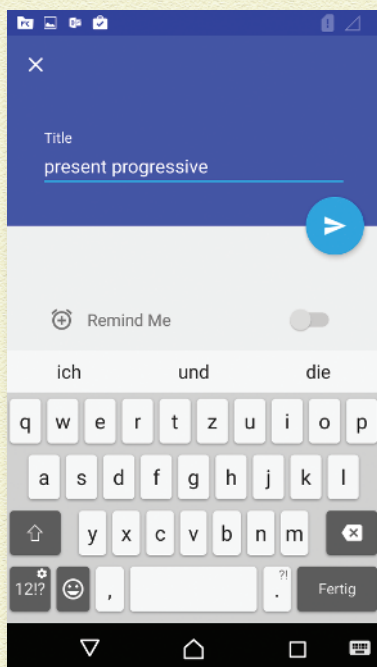 Title
present progressive
Remind Me
ich und die
q w e r t z u i o p
a s d f g h j k l
y x c v b n m
12!? , ?! . Fertig